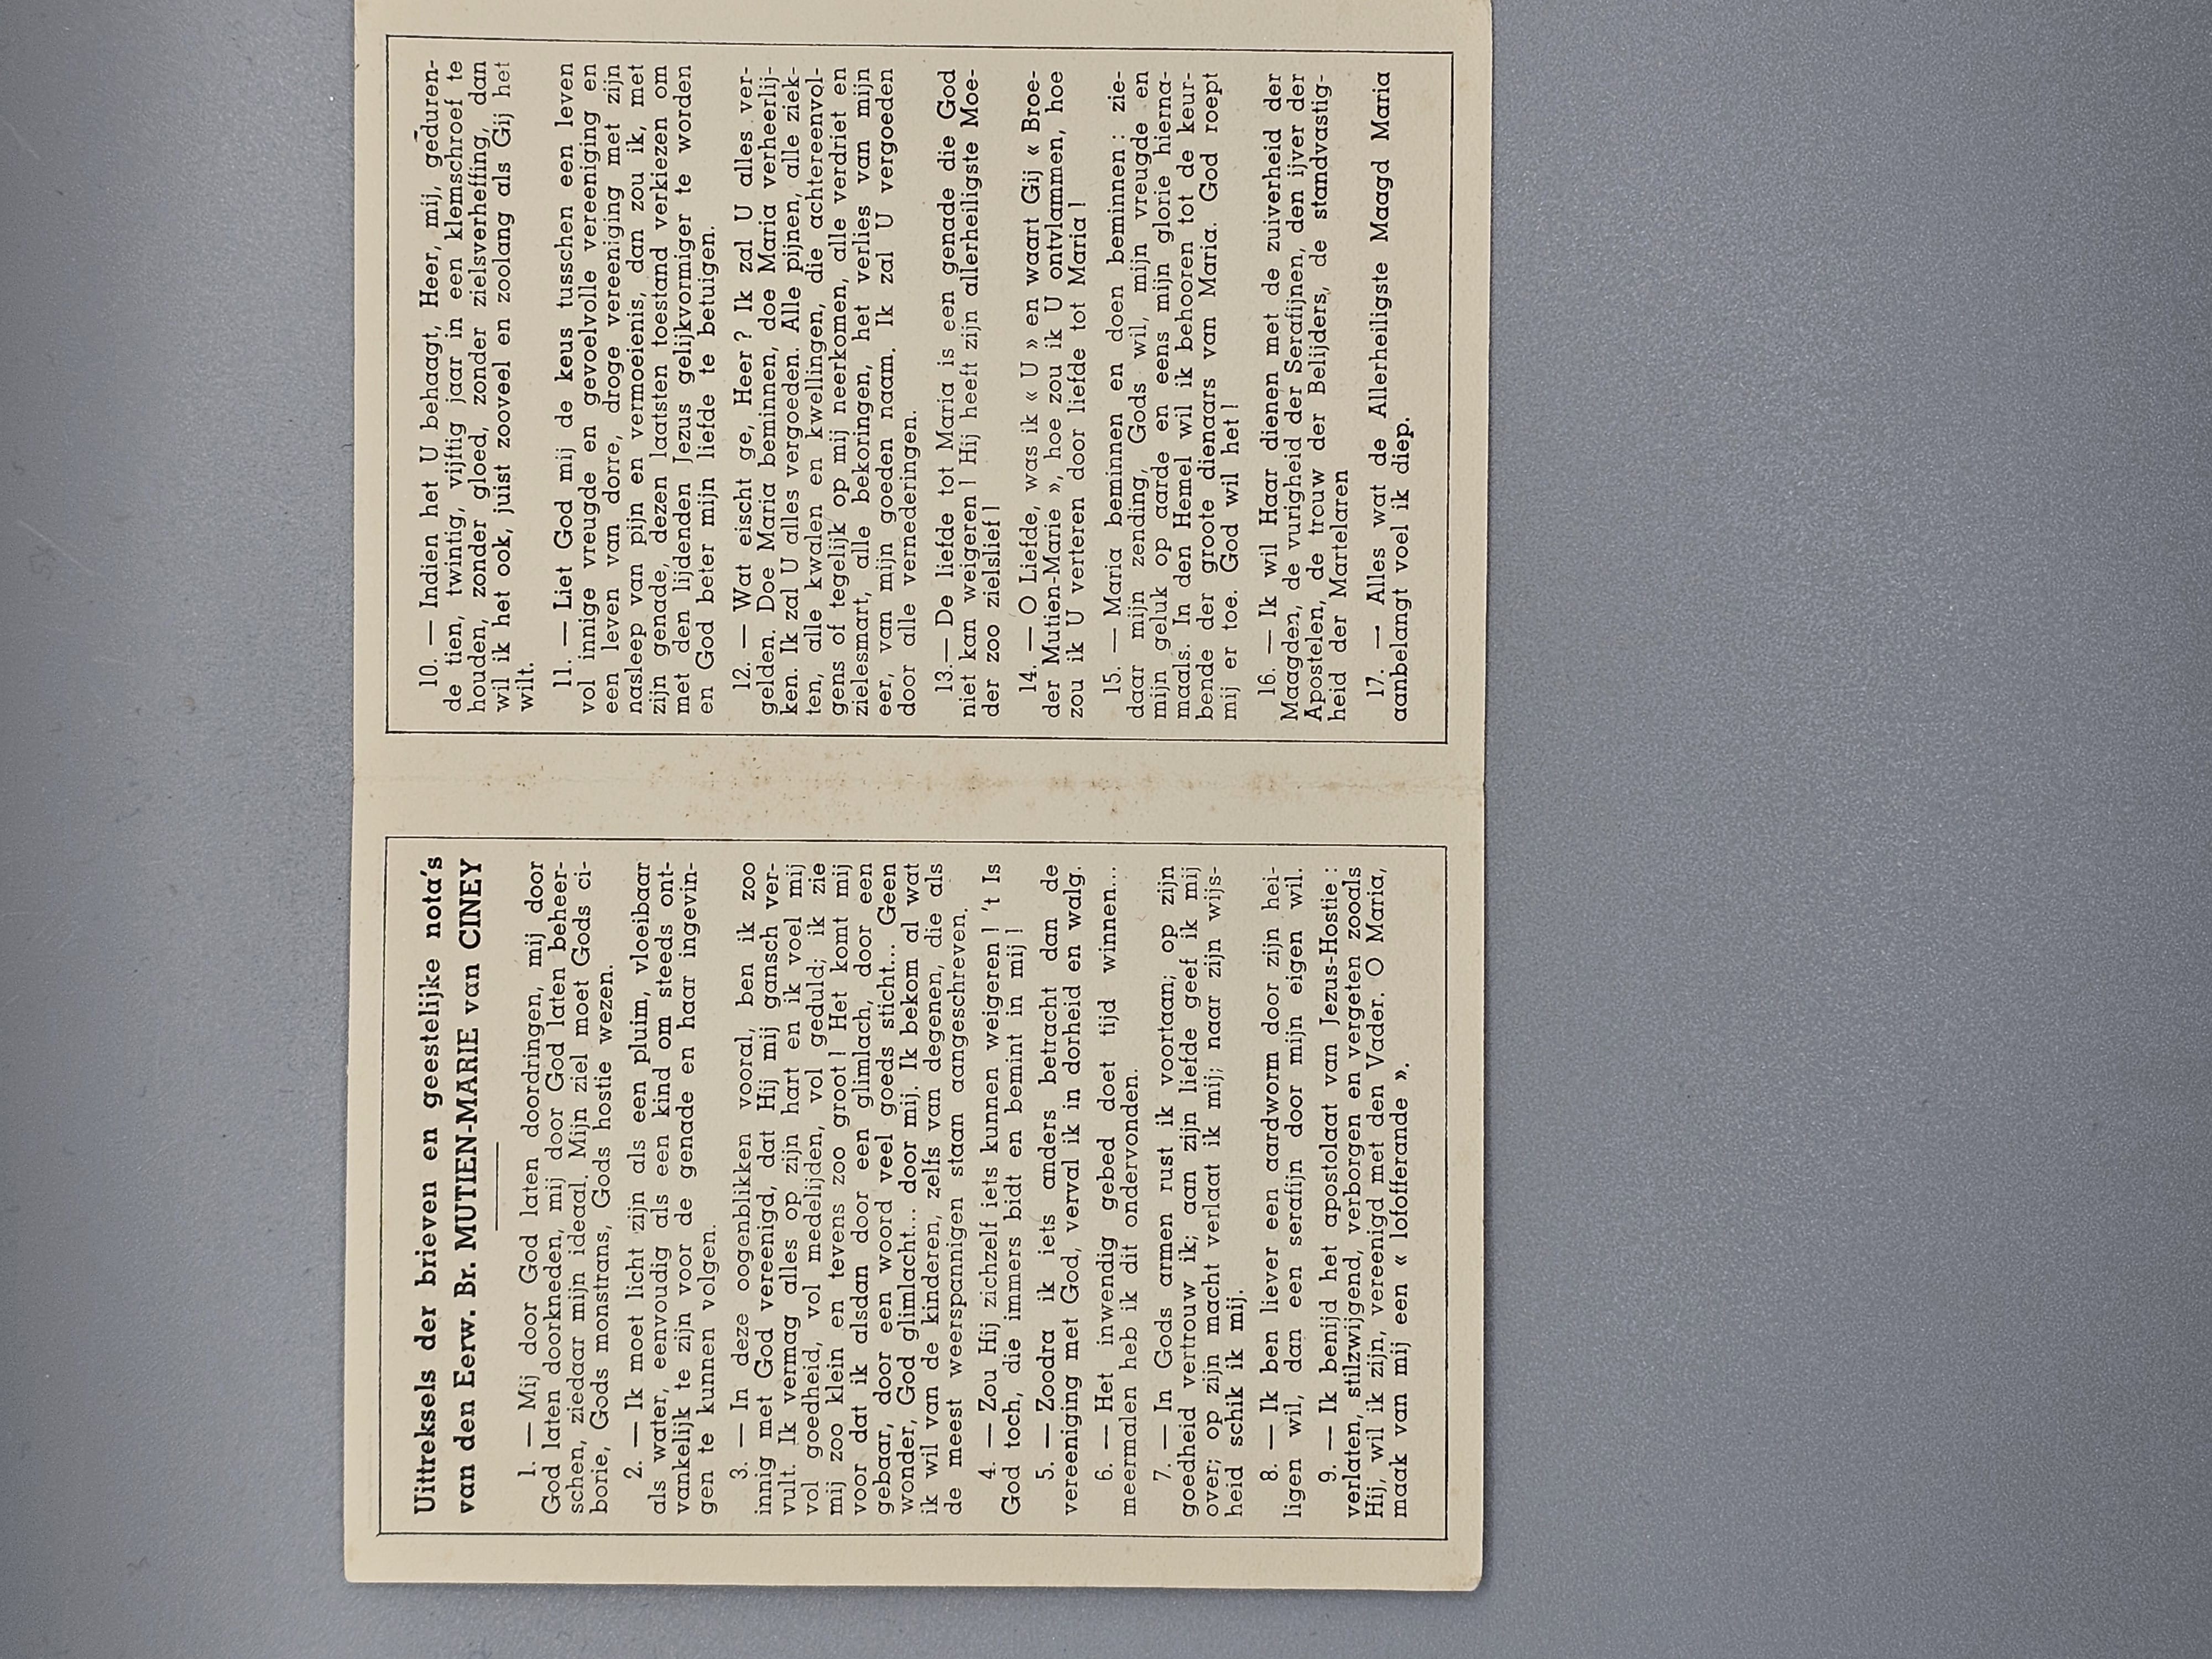 Uittreksels der brieven en geestelijke nota's
van den Eerw. Br. MUTIEN-MARIE van CINEY
1. — Mij door God laten doordringen, mij door
God laten doorkneden, mij door God laten beheer-
schen, ziedaar mijn ideaal. Mijn ziel moet Gods ci-
borie, Gods monstrans, Gods hostie wezen.
2. — Ik moet licht zijn als een pluim, vloeibaar
als water, eenvoudig als een kind om steeds ont-
vankelijk te zijn voor de genade en haar ingevin-
gen te kunnen volgen.
3. — In deze oogenblikken vooral, ben ik zoo
innig met God vereenigd, dat Hij mij gansch ver-
vult. Ik vermag alles op zijn hart en ik voel mij
vol goedheid, vol medelijden, vol geduld; ik zie
mij zoo klein en tevens zoo groot ! Het komt mij
voor dat ik alsdan door een glimlach, door een
gebaar, door een woord veel goeds sticht... Geen
wonder, God glimlacht... door mij. Ik bekom al wat
ik wil van de kinderen, zelfs van degenen, die als
de meest weerspannigen staan aangeschreven.
4. — Zou Hij zichzelf iets kunnen weigeren ! 't Is
God toch, die immers bidt en bemint in mij !
5. — Zoodra ik iets anders betracht dan de
vereeniging met God, verval ik in dorheid en walg.
6. — Het inwendig gebed doet tijd winnen...
meermalen heb ik dit ondervonden.
7. — In Gods armen rust ik voortaan; op zijn
goedheid vertrouw ik; aan zijn liefde geef ik mij
over; op zijn macht verlaat ik mij; naar zijn wijs-
heid schik ik mij.
8. — Ik ben liever een aardworm door zijn hei-
ligen wil, dan een serafijn door mijn eigen wil.
9. — Ik benijd het apostolaat van Jezus-Hostie :
verlaten, stilzwijgend, verborgen en vergeten zooals
Hij, wil ik zijn, vereenigd met den Vader. O Maria,
maak van mij een « lofofferande ».
10. — Indien het U behaagt, Heer, mij, geduren-
de tien, twintig, vijftig jaar in een klemschroef te
houden, zonder gloed, zonder zielsverheffing, dan
wil ik het ook, juist zooveel en zoolang als Gij het
wilt.
11. — Liet God mij de keus tusschen een leven
vol innige vreugde en gevoelvolle vereeniging en
een leven van dorre, droge vereeniging met zijn
nasleep van pijn en vermoeienis, dan zou ik, met
zijn genade, dezen laatsten toestand verkiezen om
met den lijdenden Jezus gelijkvormiger te worden
en God beter mijn liefde te betuigen.
12. — Wat eischt ge, Heer ? Ik zal U alles ver-
gelden. Doe Maria beminnen, doe Maria verheerlij-
ken. Ik zal U alles vergoeden. Alle pijnen, alle ziek-
ten, alle kwalen en kwellingen, die achtereenvol-
gens of tegelijk op mij neerkomen, alle verdriet en
zielesmart, alle bekoringen, het verlies van mijn
eer, van mijn goeden naam. Ik zal U vergoeden
door alle vernederingen.
13.— De liefde tot Maria is een genade die God
niet kan weigeren ! Hij heeft zijn allerheiligste Moe-
der zoo zielslief !
14. — O Liefde, was ik « U » en waart Gij « Broe-
der Mutien-Marie », hoe zou ik U ontvlammen, hoe
zou ik U verteren door liefde tot Maria !
15. — Maria beminnen en doen beminnen : zie-
daar mijn zending, Gods wil, mijn vreugde en
mijn geluk op aarde en eens mijn glorie hierna-
maals. In den Hemel wil ik behooren tot de keur-
bende der groote dienaars van Maria. God roept
mij er toe. God wil het !
16. — Ik wil Haar dienen met de zuiverheid der
Maagden, de vurigheid der Serafijnen, den ijver der
Apostelen, de trouw der Belijders, de standvastig-
heid der Martelaren
17. — Alles wat de Allerheiligste Maagd Maria
aanbelangt voel ik diep.